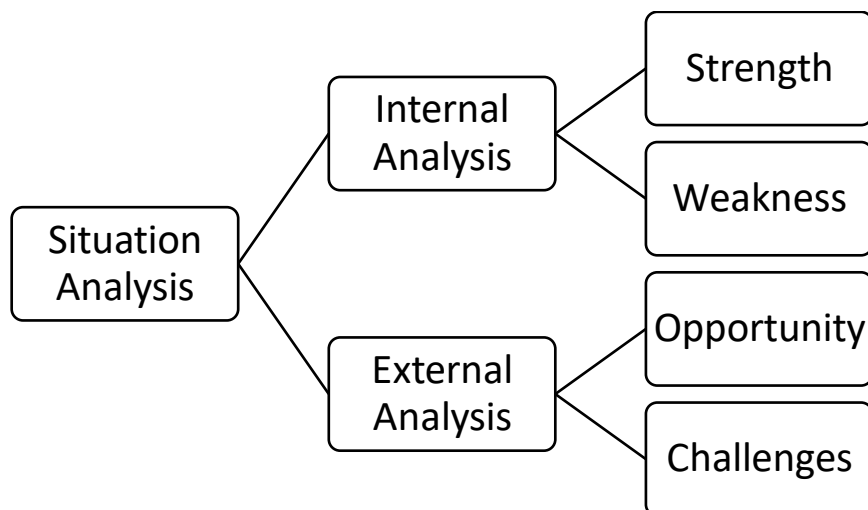 Situation
Analysis
Internal
Analysis
Strength
Weakness
External
Analysis
Opportunity
Challenges